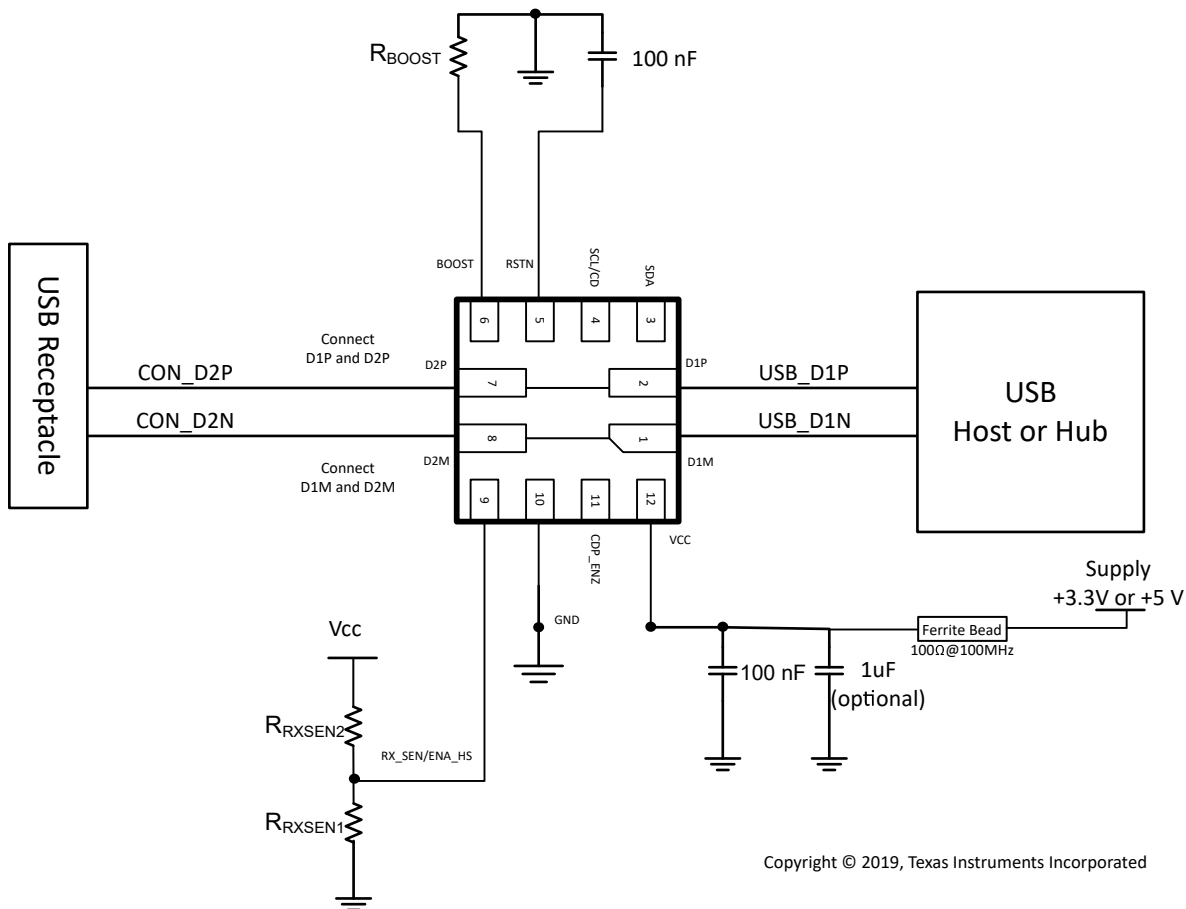 R_BOOST
100 nF
BOOST
RSTN
SCL/CD
SDA
6
5
4
3
USB Receptacle
Connect
D1P and D2P
D2P
D1P
CON_D2P
7
2
USB_D1P
CON_D2N
8
1
USB_D1N
USB
Host or Hub
Connect
D1M and D2M
D2M
D1M
9
10
11
12
CDP_ENZ
VCC
GND
Supply
+3.3V or +5 V
Ferrite Bead
100Ω@100MHz
100 nF
1uF
(optional)
Vcc
R_RXSEN2
RX_SEN/ENA_HS
R_RXSEN1
Copyright © 2019, Texas Instruments Incorporated